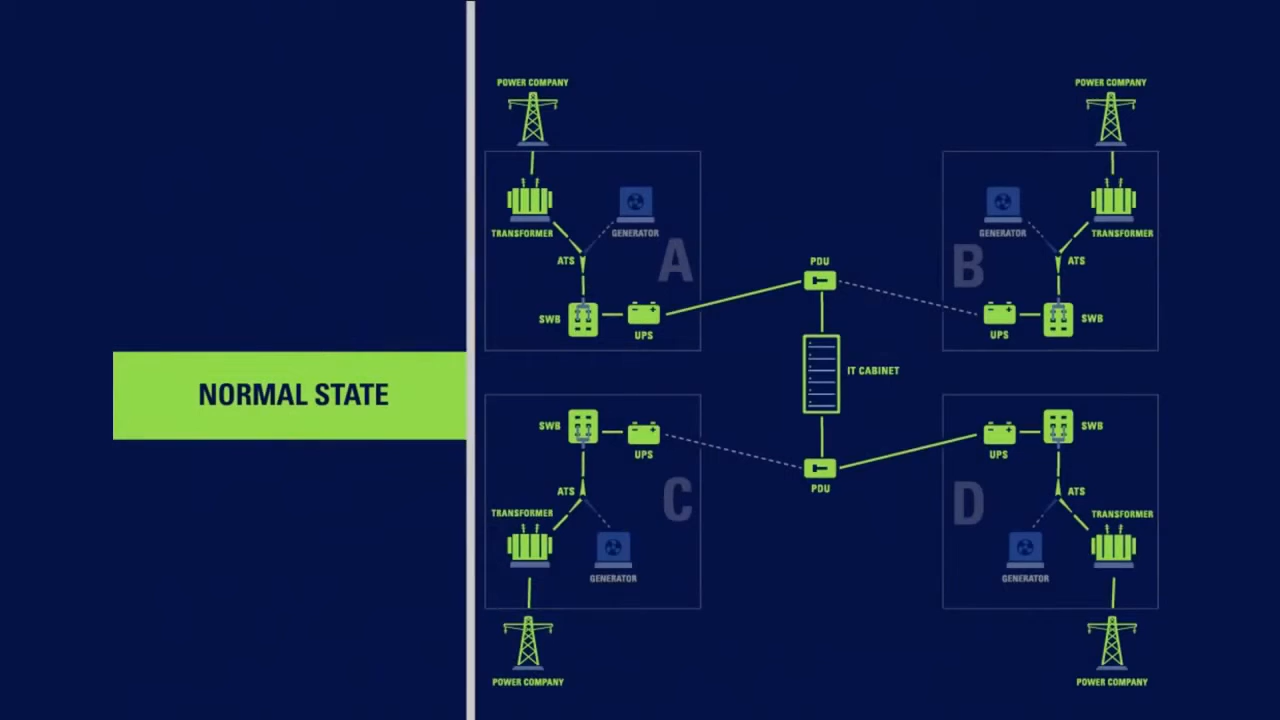 NORMAL STATE
POWER COMPANY
TRANSFORMER
GENERATOR
ATS
A
SWB
UPS
POWER COMPANY
GENERATOR
TRANSFORMER
B
ATS
UPS
SWB
PDU
IT CABINET
PDU
SWB
UPS
ATS
C
TRANSFORMER
GENERATOR
POWER COMPANY
UPS
SWB
D
ATS
TRANSFORMER
GENERATOR
POWER COMPANY